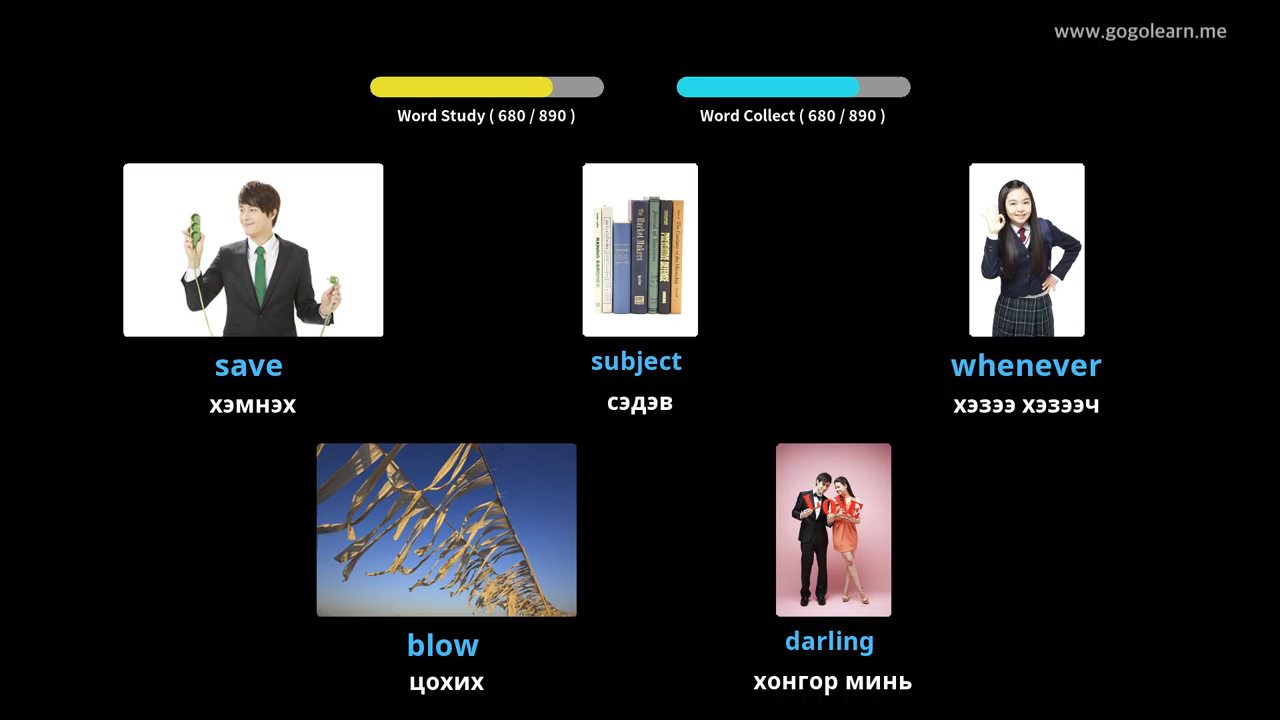 www.gogolearn.me
Word Study ( 680 / 890 )
Word Collect ( 680 / 890 )
save
хэмнэх
subject
сэдэв
whenever
хэзээ хэзээч
blow
цохих
darling
хонгор минь